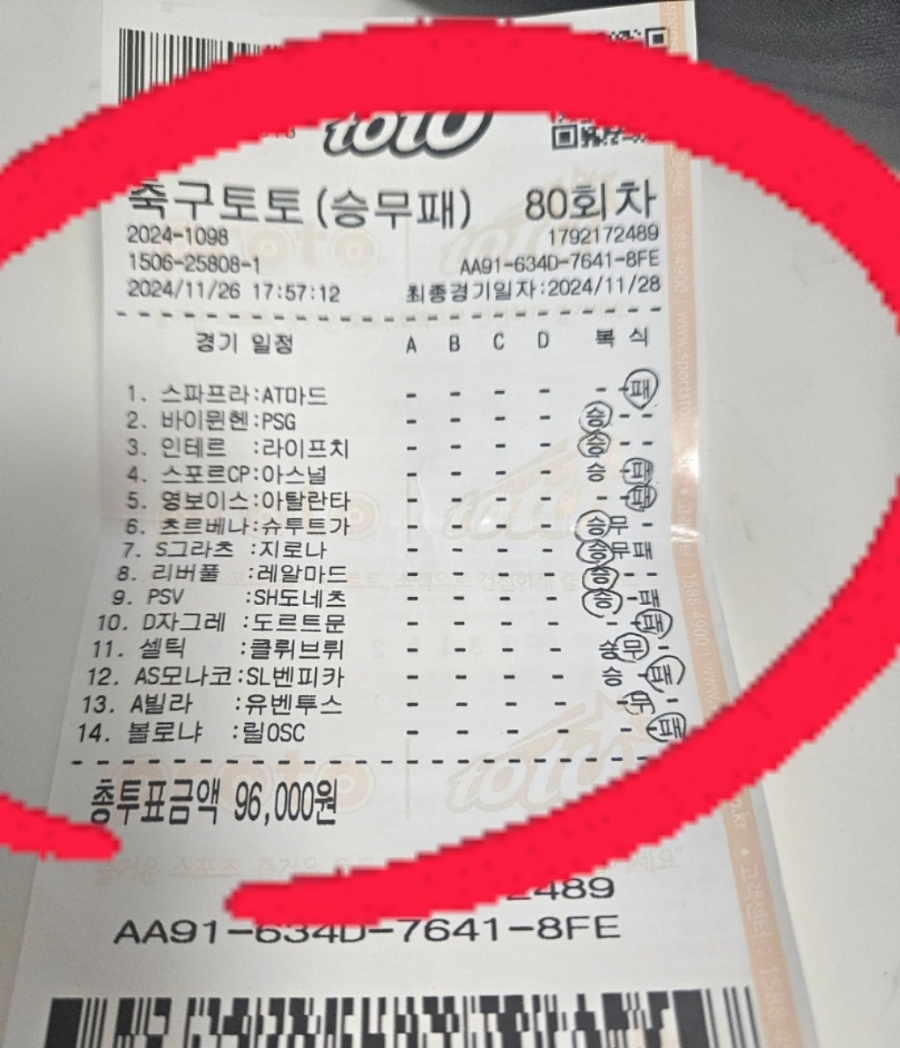 toto
축구토토 (승무패) 80회차
2024-1098 1792172489
1506-25808-1 AA91-634D-7641-8FE
2024/11/26 17:57:12 최종경기일자:2024/11/28
경기 일정 A B C D 복 식
1. 스파프라:AT마드 - - - - - - 패
2. 바이뮌헨:PSG - - - - 승 - -
3. 인테르 :라이프치 - - - - 승 - -
4. 스포르CP:아스널 - - - - 승 - 패
5. 영보이스:아탈란타 - - - - - - 패
6. 츠르베나:슈투트가 - - - - 승무 -
7. S그라츠 :지로나 - - - - 승무패
8. 리버풀 :레알마드 - - - - 승 - -
9. PSV :SH도네츠 - - - - 승 - 패
10. D자그레 :도르트문 - - - - - - 패
11. 셀틱 :클뤼브뤼 - - - - 승무 -
12. AS모나코:SL벤피카 - - - - 승 - 패
13. A빌라 :유벤투스 - - - - - 무 -
14. 볼로냐 :릴OSC - - - - - - 패
총투표금액 96,000원
2489
AA91-634D-7641-8FE